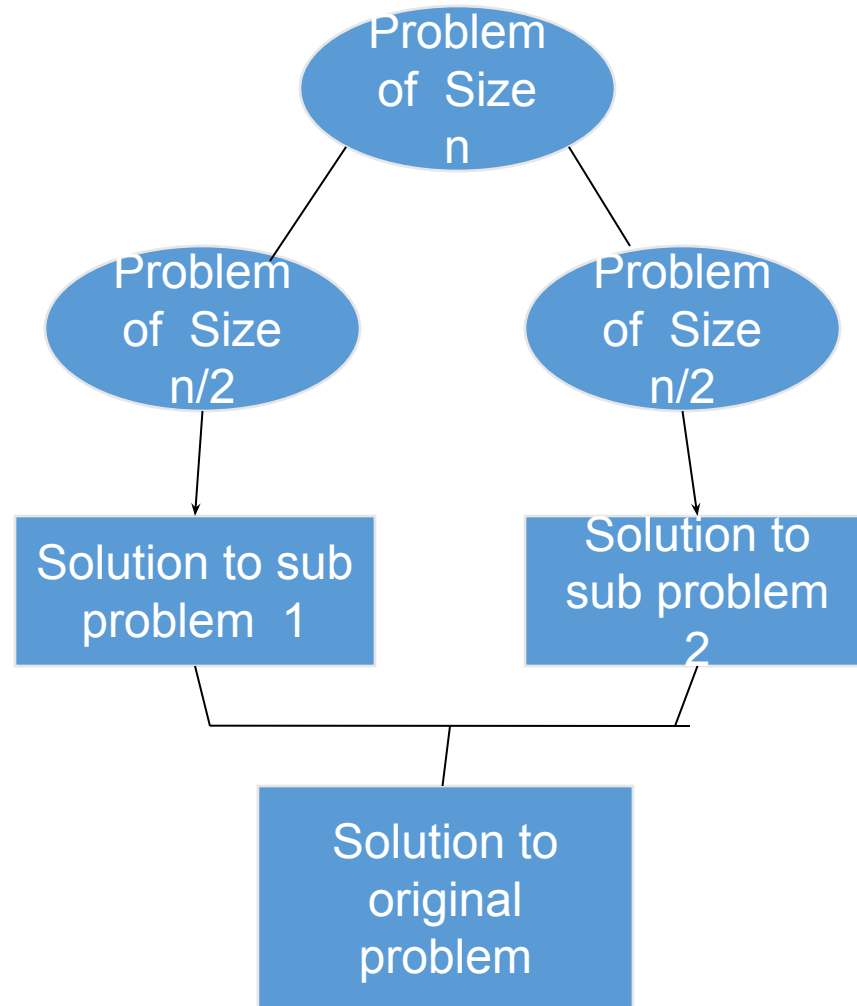 Problem
of Size
n
Problem
of Size
n/2
Problem
of Size
n/2
Solution to sub
problem 1
Solution to
sub problem
2
Solution to
original
problem